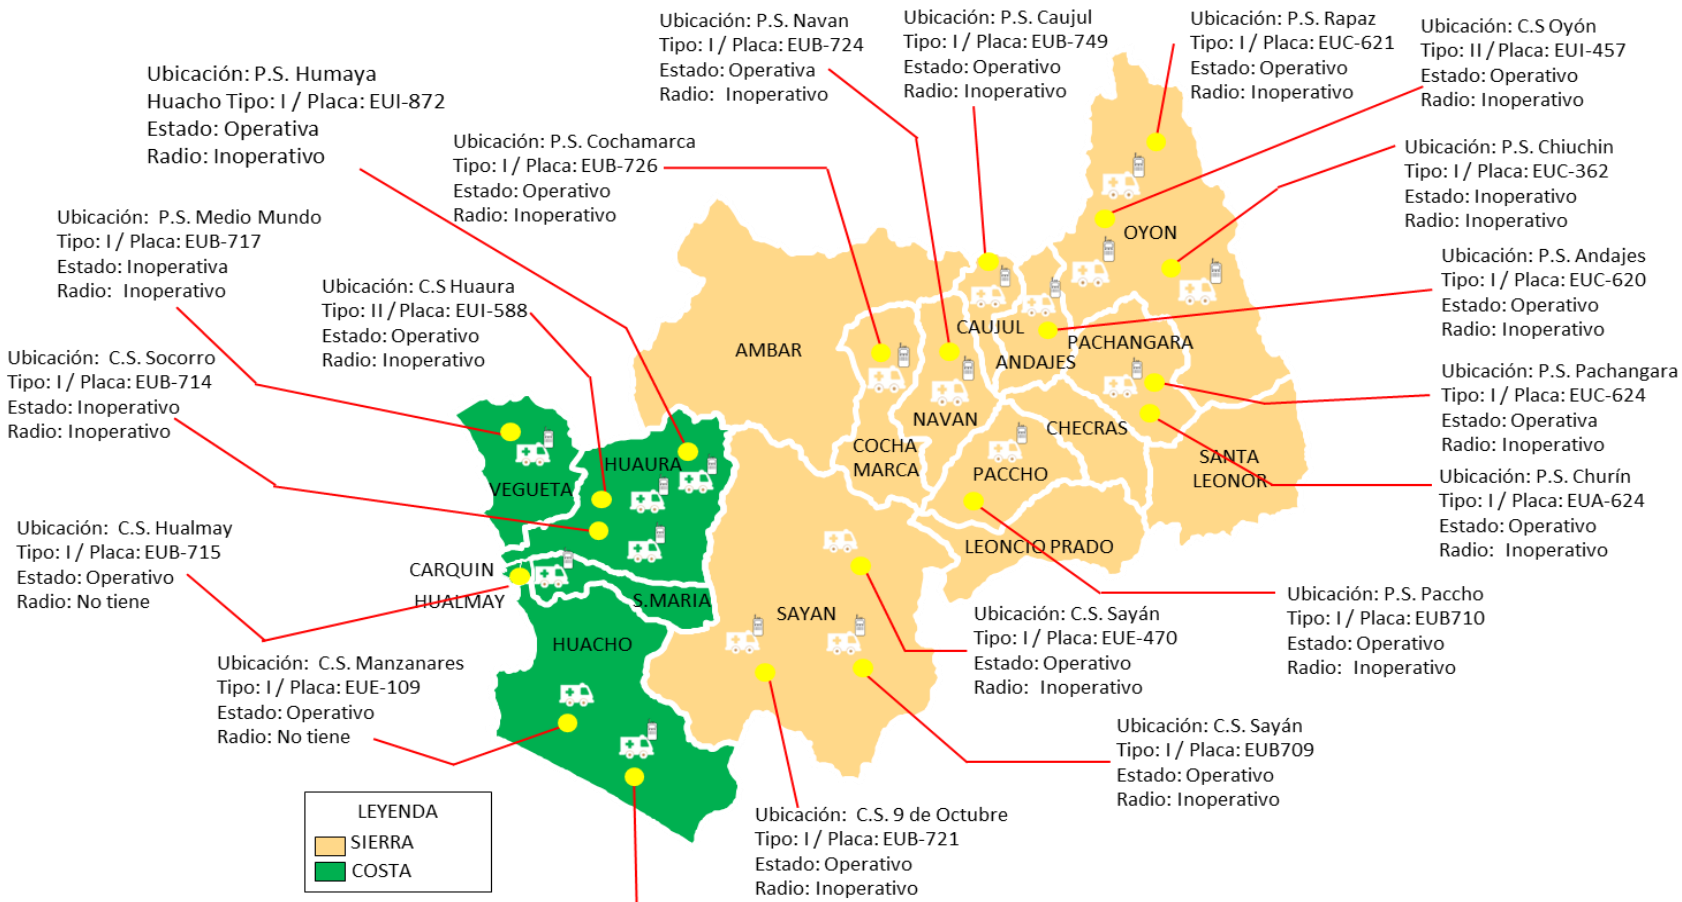 Ubicación: P.S. Humaya
Huacho Tipo: I / Placa: EUI-872
Estado: Operativa
Radio: Inoperativo
Ubicación: P.S. Navan
Tipo: I / Placa: EUB-724
Estado: Operativa
Radio: Inoperativo
Ubicación: P.S. Caujul
Tipo: I / Placa: EUB-749
Estado: Operativo
Radio: Inoperativo
Ubicación: P.S. Rapaz
Tipo: I / Placa: EUC-621
Estado: Operativo
Radio: Inoperativo
Ubicación: C.S Oyón
Tipo: II / Placa: EUI-457
Estado: Operativo
Radio: Inoperativo
Ubicación: P.S. Cochamarca
Tipo: I / Placa: EUB-726
Estado: Operativo
Radio: Inoperativo
Ubicación: P.S. Chiuchin
Tipo: I / Placa: EUC-362
Estado: Inoperativo
Radio: Inoperativo
Ubicación: P.S. Medio Mundo
Tipo: I / Placa: EUB-717
Estado: Inoperativa
Radio: Inoperativo
Ubicación: C.S Huaura
Tipo: II / Placa: EUI-588
Estado: Operativo
Radio: Inoperativo
Ubicación: P.S. Andajes
Tipo: I / Placa: EUC-620
Estado: Operativo
Radio: Inoperativo
Ubicación: C.S. Socorro
Tipo: I / Placa: EUB-714
Estado: Inoperativo
Radio: Inoperativo
Ubicación: P.S. Pachangara
Tipo: I / Placa: EUC-624
Estado: Operativa
Radio: Inoperativo
Ubicación: P.S. Churín
Tipo: I / Placa: EUA-624
Estado: Operativo
Radio: Inoperativo
Ubicación: C.S. Hualmay
Tipo: I / Placa: EUB-715
Estado: Operativo
Radio: No tiene
Ubicación: P.S. Paccho
Tipo: I / Placa: EUB710
Estado: Operativo
Radio: Inoperativo
Ubicación: C.S. Sayán
Tipo: I / Placa: EUE-470
Estado: Operativo
Radio: Inoperativo
Ubicación: C.S. Manzanares
Tipo: I / Placa: EUE-109
Estado: Operativo
Radio: No tiene
Ubicación: C.S. Sayán
Tipo: I / Placa: EUB709
Estado: Operativo
Radio: Inoperativo
Ubicación: C.S. 9 de Octubre
Tipo: I / Placa: EUB-721
Estado: Operativo
Radio: Inoperativo
OYON
AMBAR
CAUJUL
ANDAJES
PACHANGARA
NAVAN
COCHA
MARCA
CHECRAS
PACCHO
SANTA
LEONOR
LEONCIO PRADO
HUAURA
VEGUETA
CARQUIN
HUALMAY
S.MARIA
SAYAN
HUACHO
LEYENDA
SIERRA
COSTA